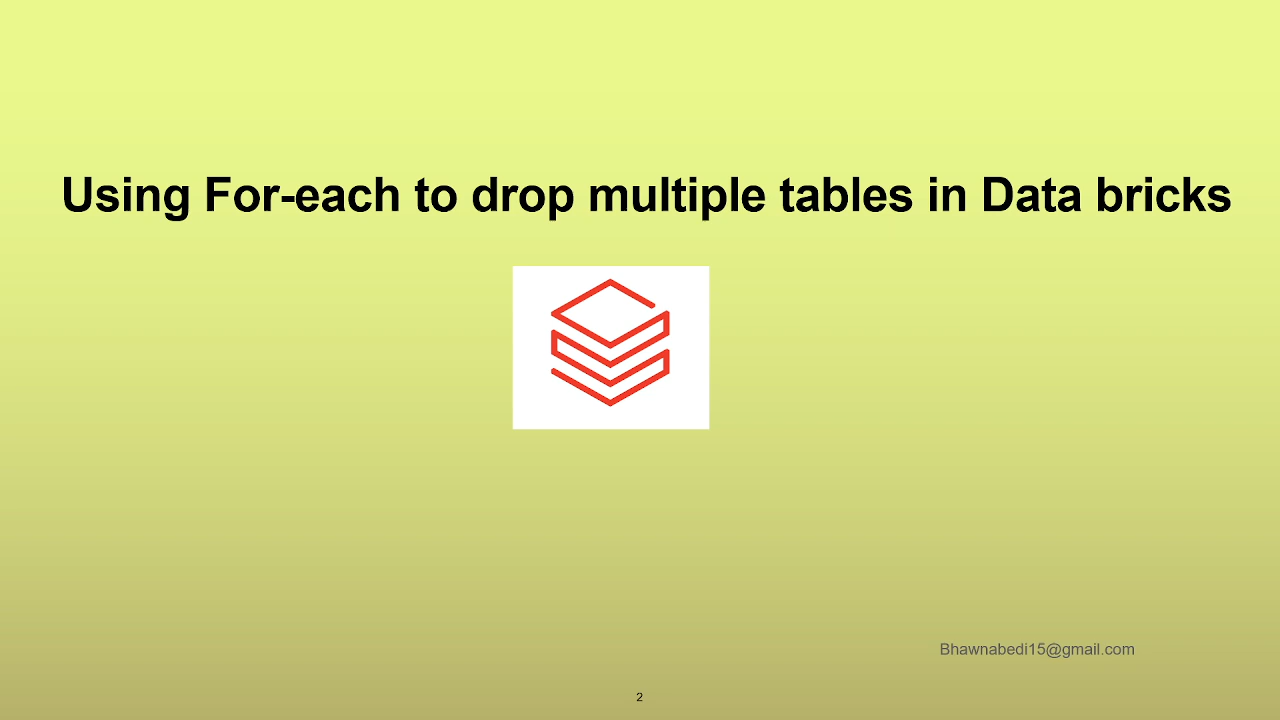 Using For-each to drop multiple tables in Data bricks
Bhawnabedi15@gmail.com
2